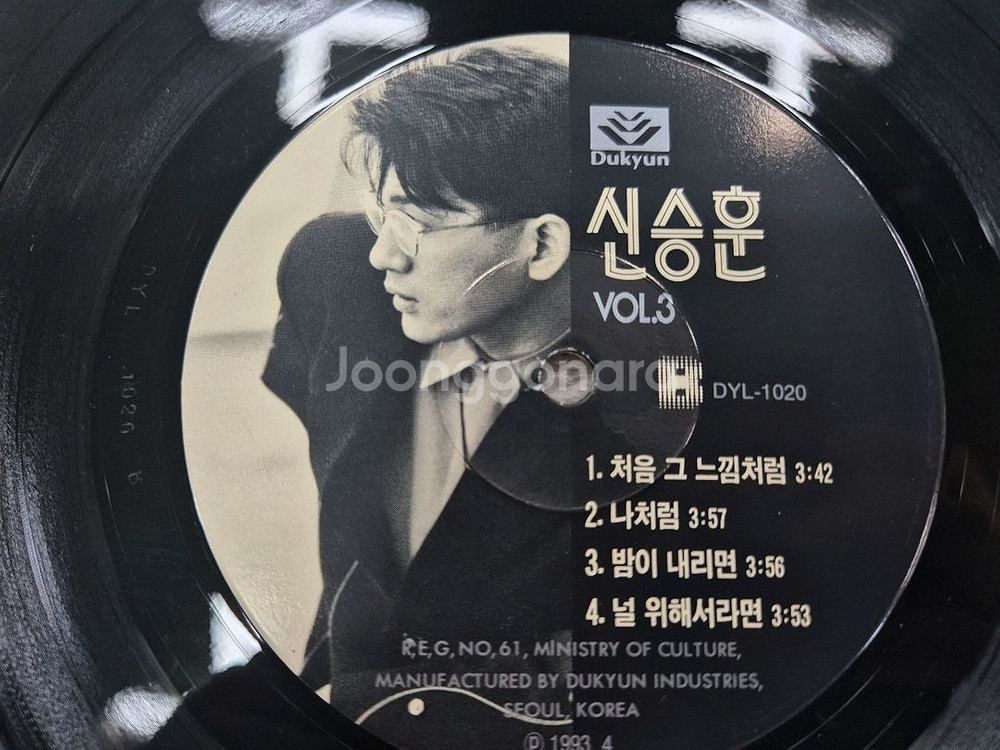 Dukyun
신승훈
VOL.3
Joonggonara
DYL-1020
1. 처음 그 느낌처럼 3:42
2. 나처럼 3:57
3. 밤이 내리면 3:56
4. 널 위해서라면 3:53
R,E,G, NO,61, MINISTRY OF CULTURE,
MANUFACTURED BY DUKYUN INDUSTRIES,
SEOUL, KOREA
Ⓟ 1993, 4
DYL 1020 B